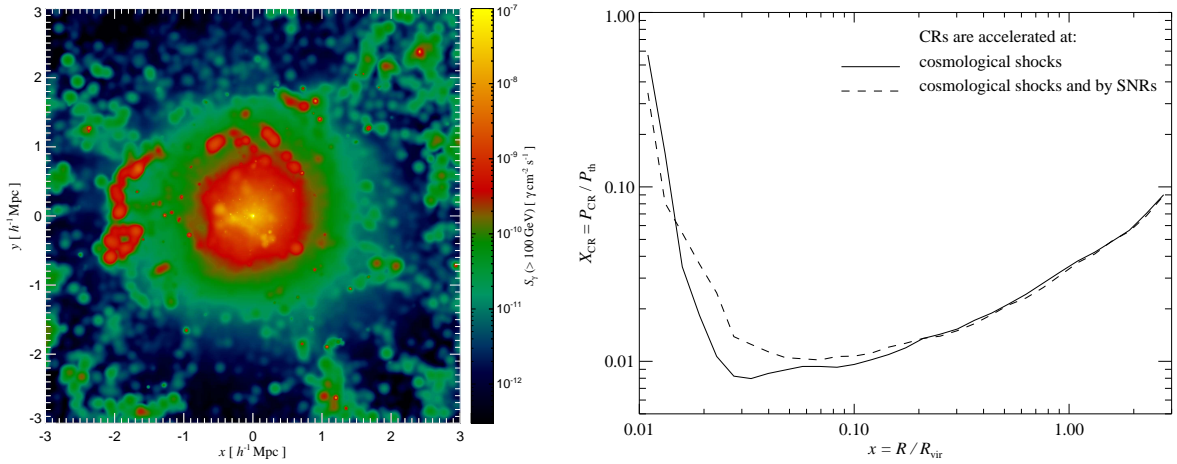 3
2
1
0
-1
-2
-3
y [ h⁻¹ Mpc ]
-3 -2 -1 0 1 2 3
x [ h⁻¹ Mpc ]
10⁻⁷
10⁻⁸
10⁻⁹
10⁻¹⁰
10⁻¹¹
10⁻¹²
S_γ (> 100 GeV) [ γ cm⁻² s⁻¹ ]
1.00
0.10
0.01
X_CR = P_CR / P_th
CRs are accelerated at:
cosmological shocks
cosmological shocks and by SNRs
0.01 0.10 1.00
x = R / R_vir